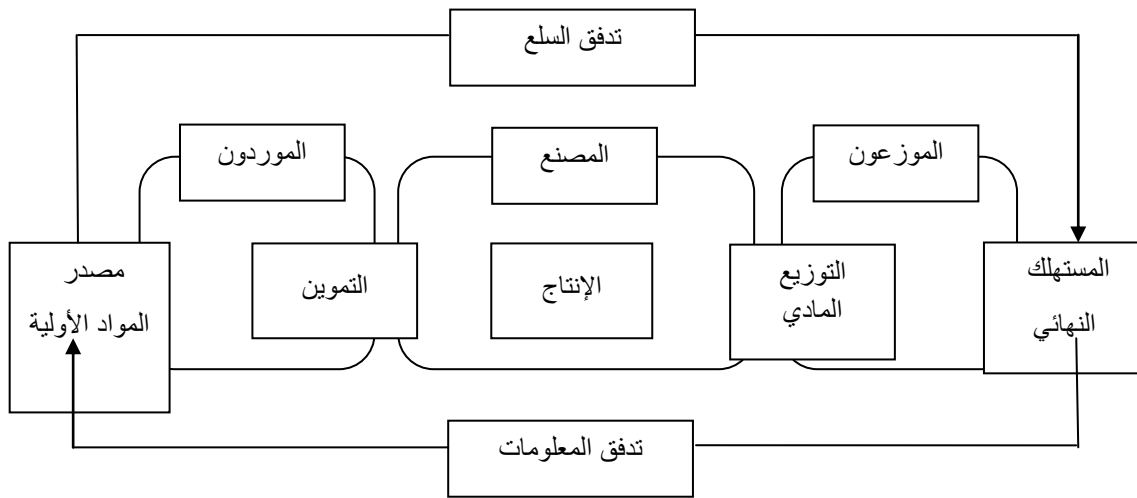 تدفق السلع
الموزعون
المصنع
الموردون
المستهلك
النهائي
التوزيع
المادي
الإنتاج
التموين
مصدر
المواد الأولية
تدفق المعلومات